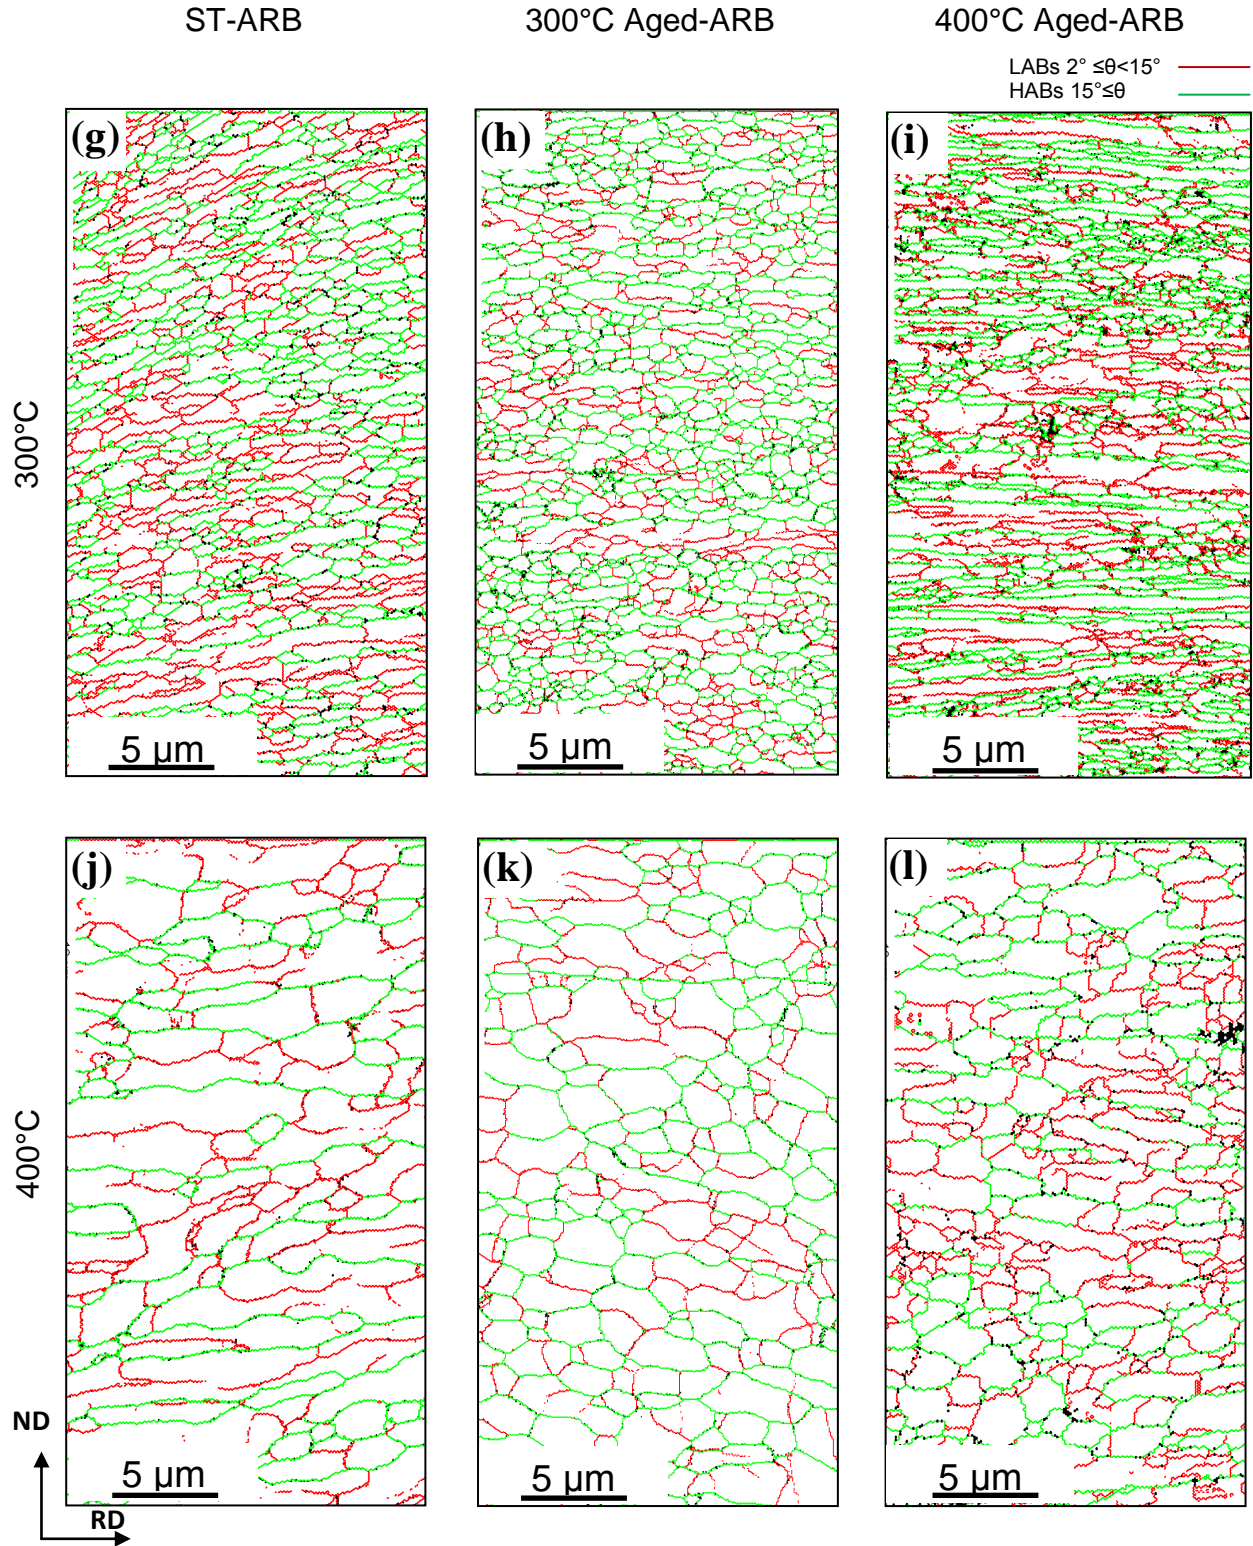 ST-ARB
300°C Aged-ARB
400°C Aged-ARB
LABs 2° ≤θ<15°
HABs 15°≤θ
300°C
(g)
(h)
(i)
5 µm
5 µm
5 µm
400°C
(j)
(k)
(l)
5 µm
5 µm
5 µm
ND
RD